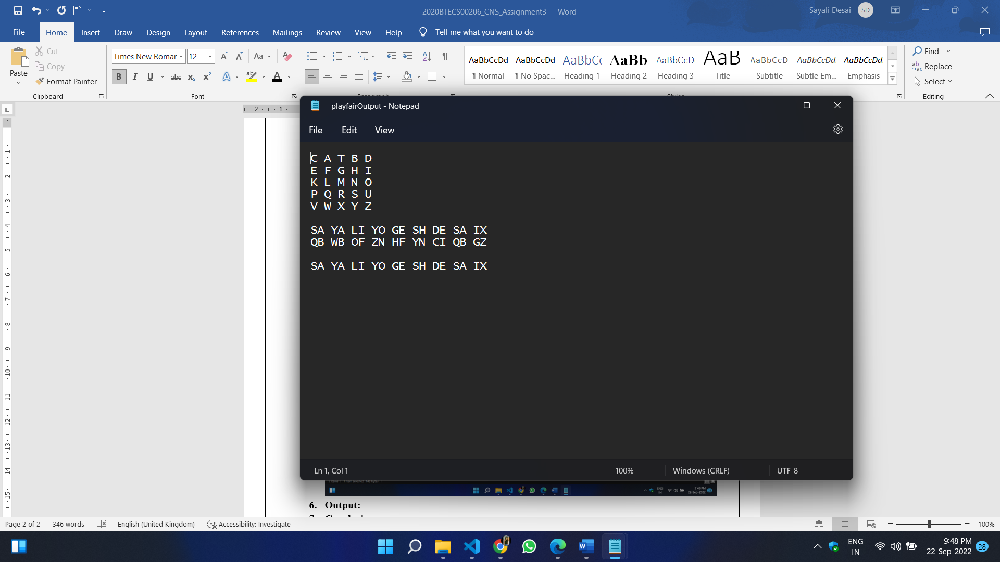 2020BTECS00206_CNS_Assignment3 - Word
Sayali Desai SD
File Home Insert Draw Design Layout References Mailings Review View Help Tell me what you want to do
Paste
Cut
Copy
Format Painter
Clipboard
Times New Roman 12
Aa
B I U abc x₂ x² A ab A
Font
AaBbCcDd AaBbCcDd AaBbCc AaBb AaBbCcD AaB AaBbCcD AaBbCcDd AaBbCcDd
¶ Normal ¶ No Spac... Heading 1 Heading 2 Heading 3 Title Subtitle Subtle Em... Emphasis
Find
Replace
Select
Editing
playfairOutput - Notepad
File Edit View
C A T B D
E F G H I
K L M N O
P Q R S U
V W X Y Z
SA YA LI YO GE SH DE SA IX
QB WB OF ZN HF YN CI QB GZ
SA YA LI YO GE SH DE SA IX
Ln 1, Col 1 100% Windows (CRLF) UTF-8
6. Output:
Page 2 of 2 346 words English (United Kingdom) Accessibility: Investigate 100%
ENG
IN
9:48 PM
22-Sep-2022 28